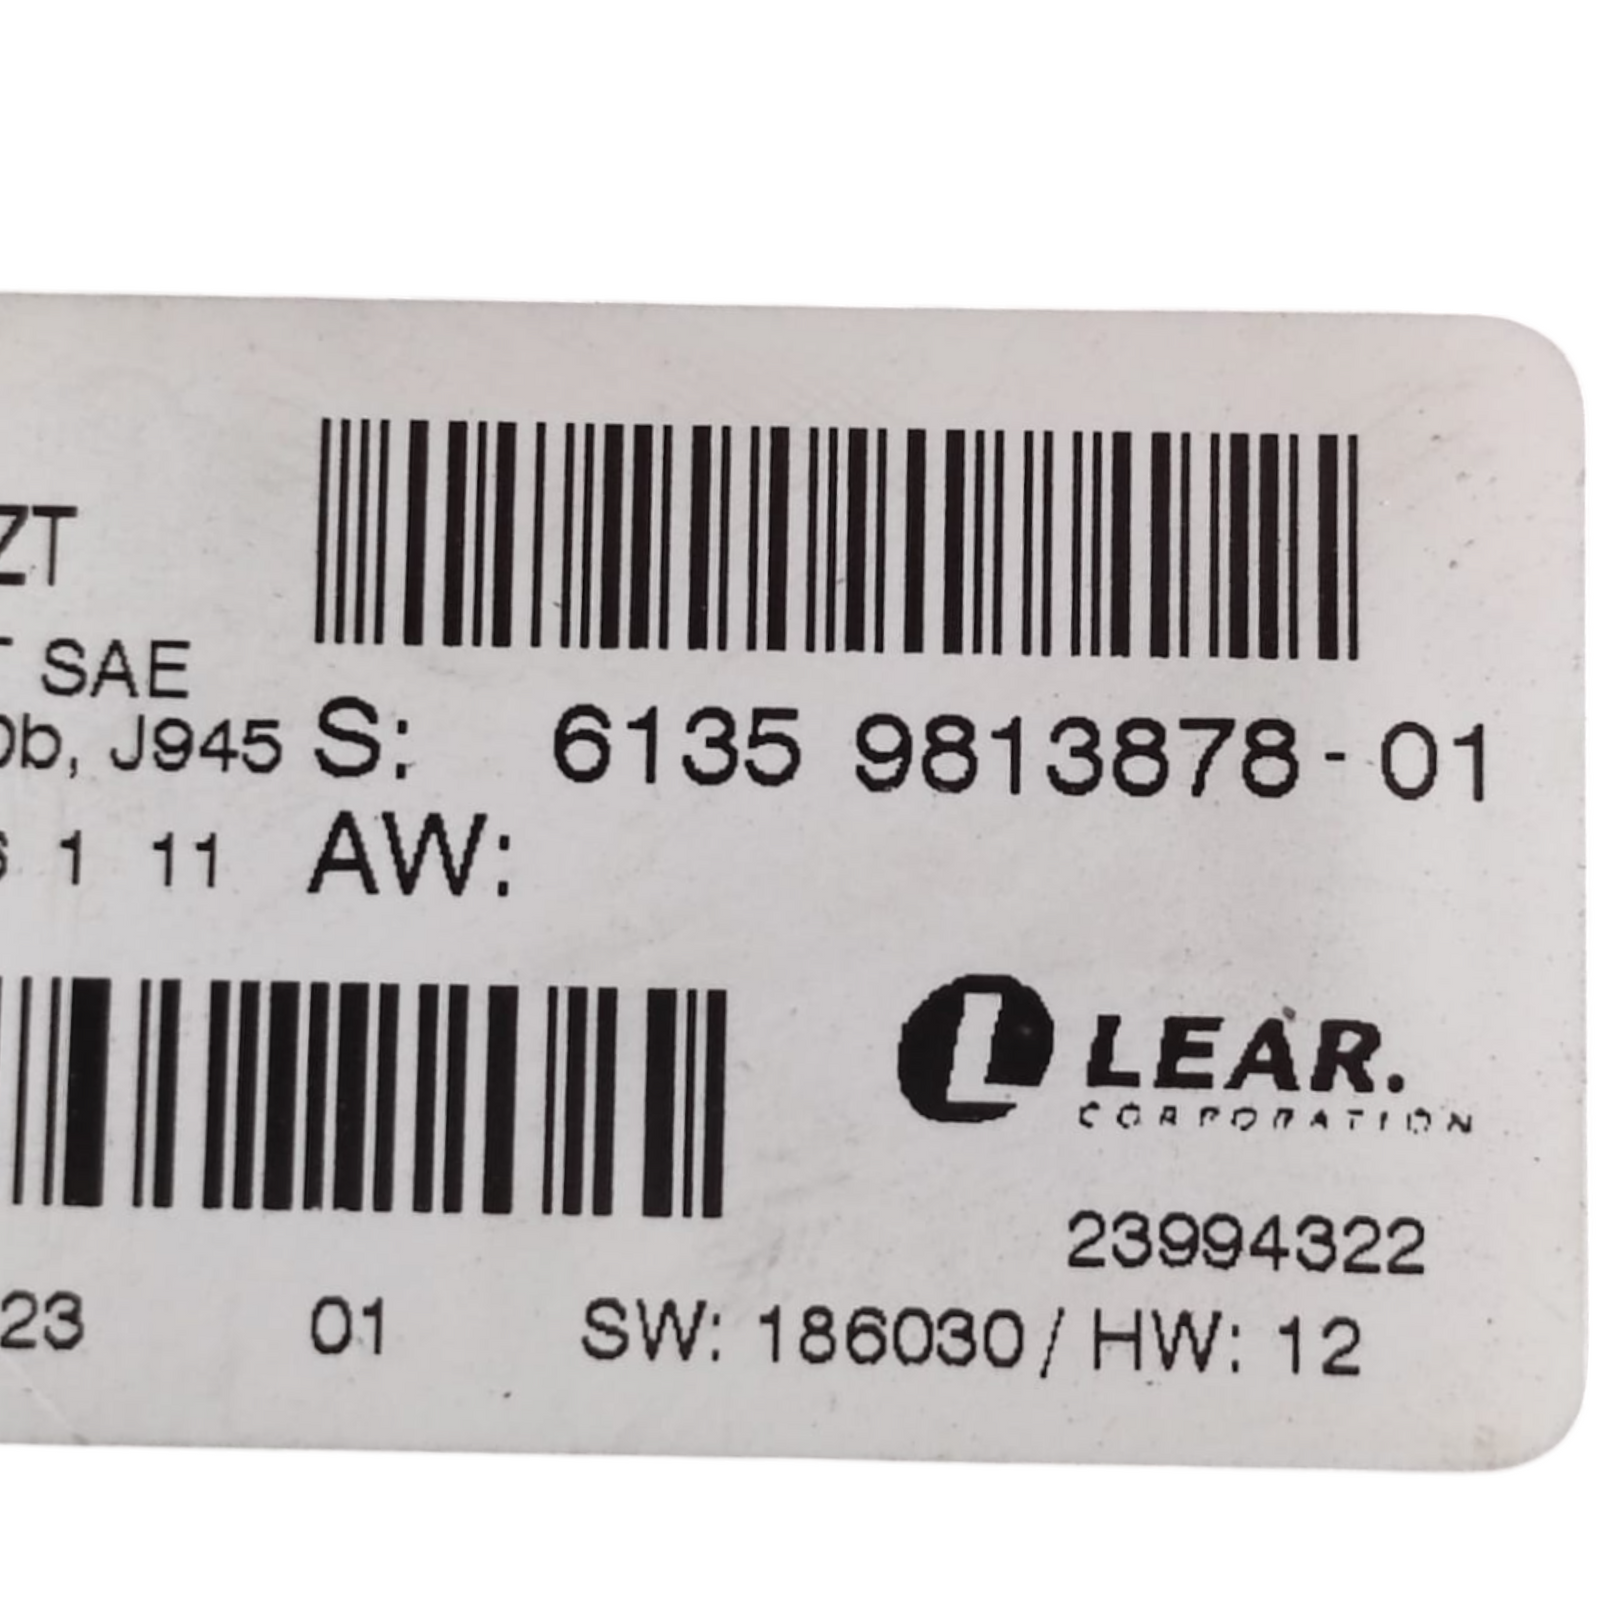 ZT
SAE
0b, J945
S: 6135 9813878-01
1 11
AW:
LEAR.
CORPORATION
23994322
23 01 SW: 186030 / HW: 12